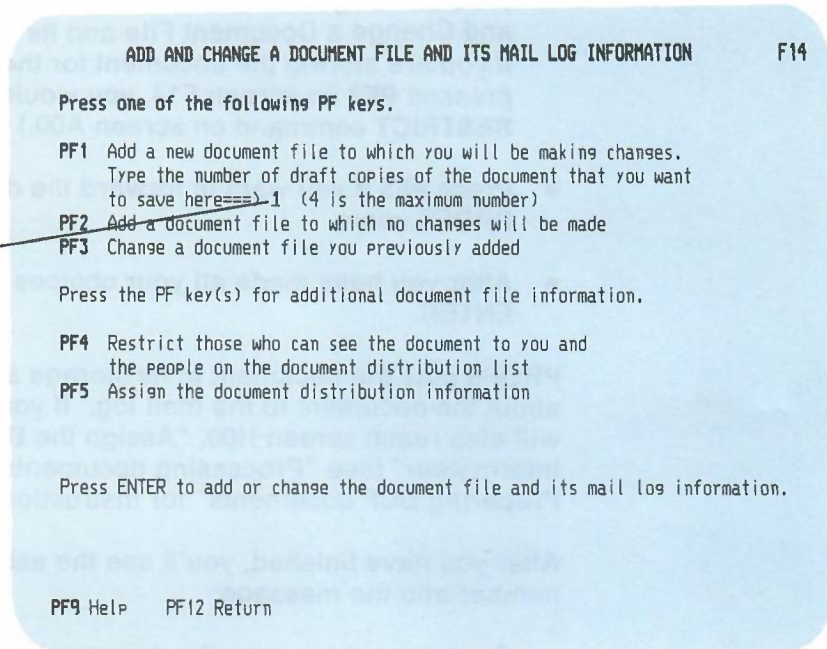 ADD AND CHANGE A DOCUMENT FILE AND ITS MAIL LOG INFORMATION F14
Press one of the following PF keys.
PF1 Add a new document file to which you will be making changes.
Type the number of draft copies of the document that you want
to save here===> 1 (4 is the maximum number)
PF2 Add a document file to which no changes will be made
PF3 Change a document file you previously added
Press the PF key(s) for additional document file information.
PF4 Restrict those who can see the document to you and
the people on the document distribution list
PF5 Assign the document distribution information
Press ENTER to add or change the document file and its mail log information.
PF9 Help PF12 Return